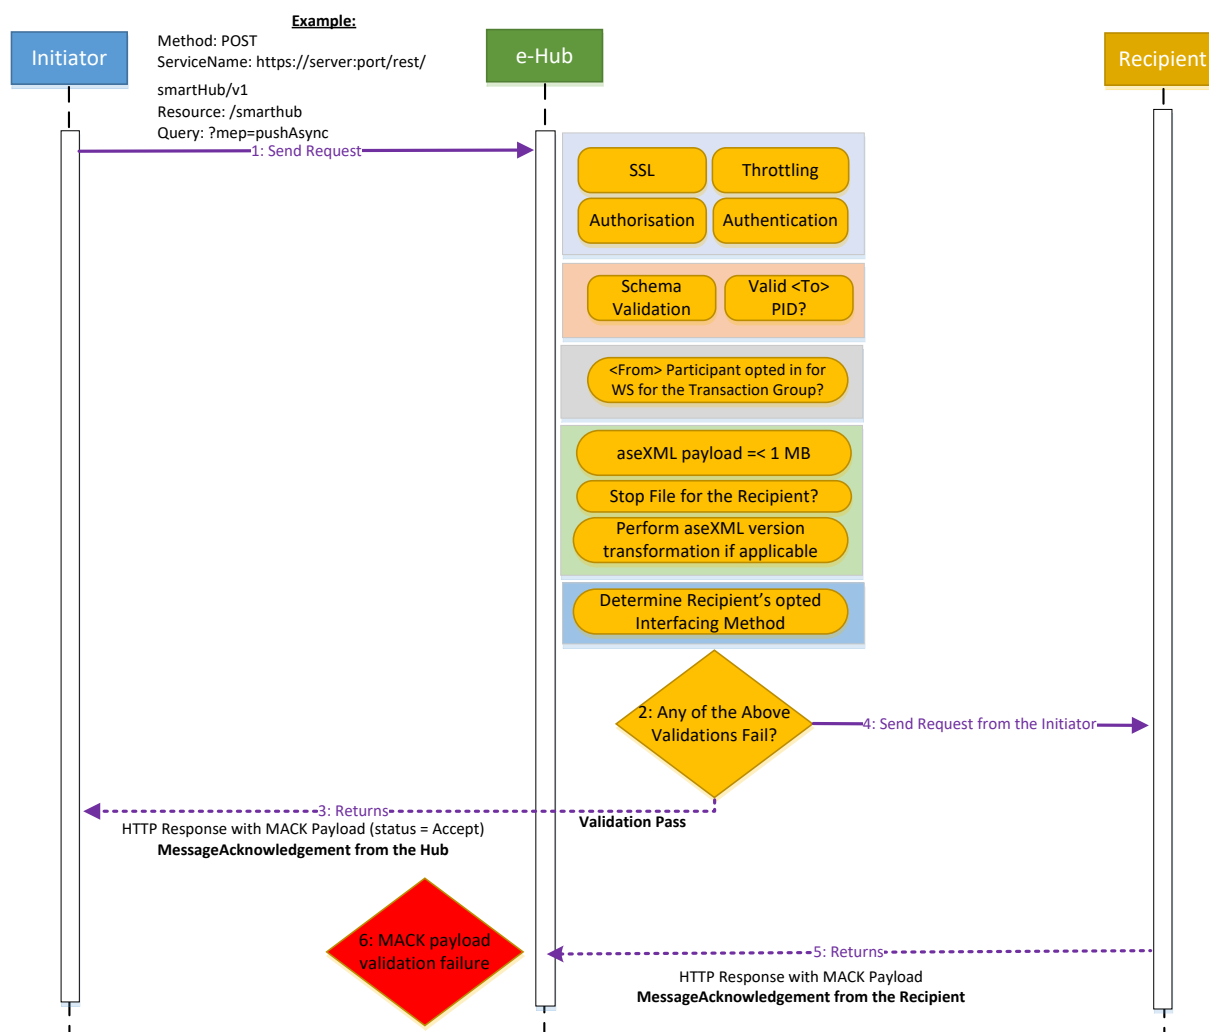 Example:
Initiator
Method: POST
ServiceName: https://server:port/rest/
smartHub/v1
Resource: /smarthub
Query: ?mep=pushAsync
e-Hub
Recipient
1: Send Request
SSL
Throttling
Authorisation
Authentication
Schema
Validation
Valid <To>
PID?
<From> Participant opted in for
WS for the Transaction Group?
aseXML payload =< 1 MB
Stop File for the Recipient?
Perform aseXML version
transformation if applicable
Determine Recipient's opted
Interfacing Method
2: Any of the Above
Validations Fail?
4: Send Request from the Initiator
3: Returns
HTTP Response with MACK Payload (status = Accept)
MessageAcknowledgement from the Hub
Validation Pass
6: MACK payload
validation failure
5: Returns
HTTP Response with MACK Payload
MessageAcknowledgement from the Recipient